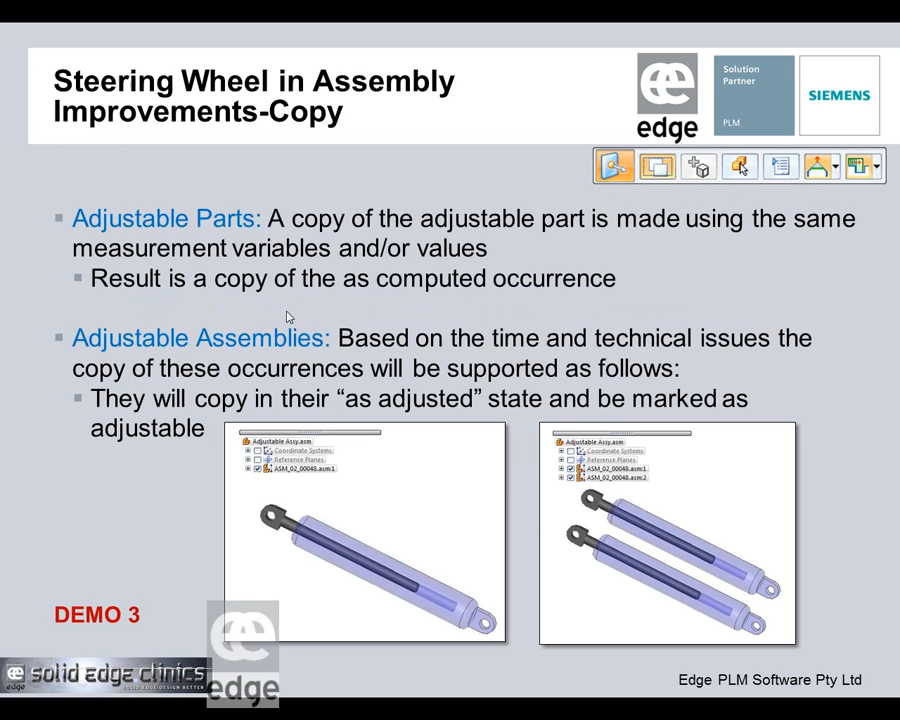 Steering Wheel in Assembly
Improvements-Copy
edge
Solution
Partner
PLM
SIEMENS
Adjustable Parts: A copy of the adjustable part is made using the same
measurement variables and/or values
Result is a copy of the as computed occurrence
Adjustable Assemblies: Based on the time and technical issues the
copy of these occurrences will be supported as follows:
They will copy in their “as adjusted” state and be marked as
adjustable
Adjustable Assy.asm
Coordinate Systems
Reference Planes
ASM_02_00048.asm:1
Adjustable Assy.asm
Coordinate Systems
Reference Planes
ASM_02_00048.asm:1
ASM_02_00048.asm:2
DEMO 3
edge
solid edge clinics
SOLID EDGE DESIGN BETTER
edge
Edge PLM Software Pty Ltd